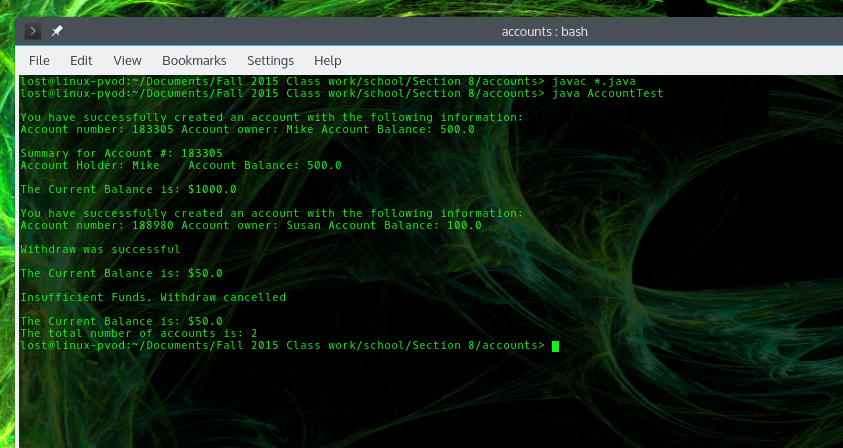 accounts : bash
File Edit View Bookmarks Settings Help
lost@linux-pvod:~/Documents/Fall 2015 Class work/school/Section 8/accounts> javac *.java
lost@linux-pvod:~/Documents/Fall 2015 Class work/school/Section 8/accounts> java AccountTest
You have successfully created an account with the following information:
Account number: 183305 Account owner: Mike Account Balance: 500.0
Summary for Account #: 183305
Account Holder: Mike    Account Balance: 500.0
The Current Balance is: $1000.0
You have successfully created an account with the following information:
Account number: 188980 Account owner: Susan Account Balance: 100.0
Withdraw was successful
The Current Balance is: $50.0
Insufficient Funds. Withdraw cancelled
The Current Balance is: $50.0
The total number of accounts is: 2
lost@linux-pvod:~/Documents/Fall 2015 Class work/school/Section 8/accounts>